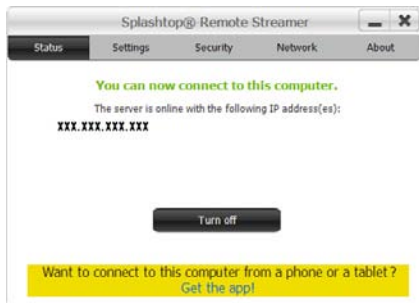 Splashtop® Remote Streamer
Status Settings Security Network About
You can now connect to this computer.
The server is online with the following IP address(es):
XXX.XXX.XXX.XXX
Turn off
Want to connect to this computer from a phone or a tablet?
Get the app!